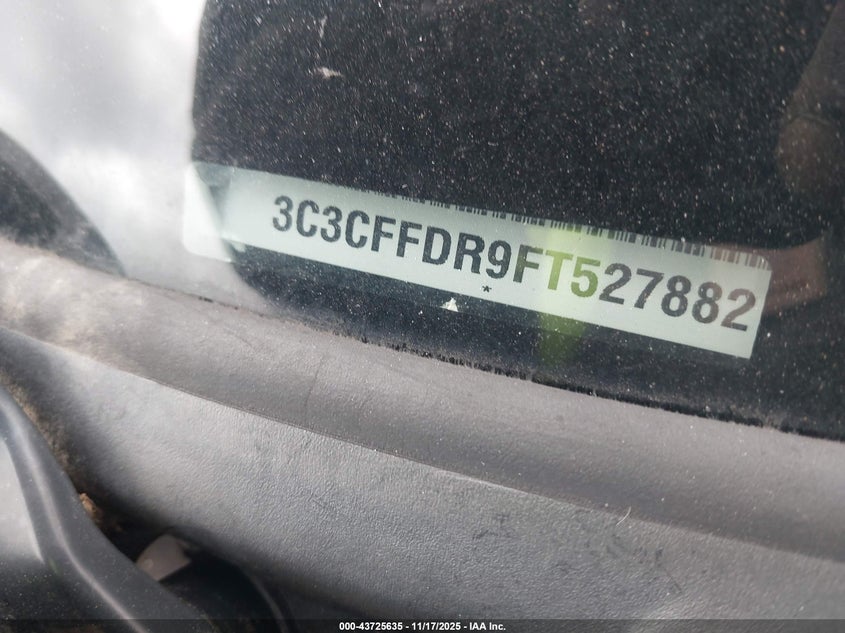 3C3CFFDR9FT527882
000-43725635 - 11/17/2025 - IAA Inc.